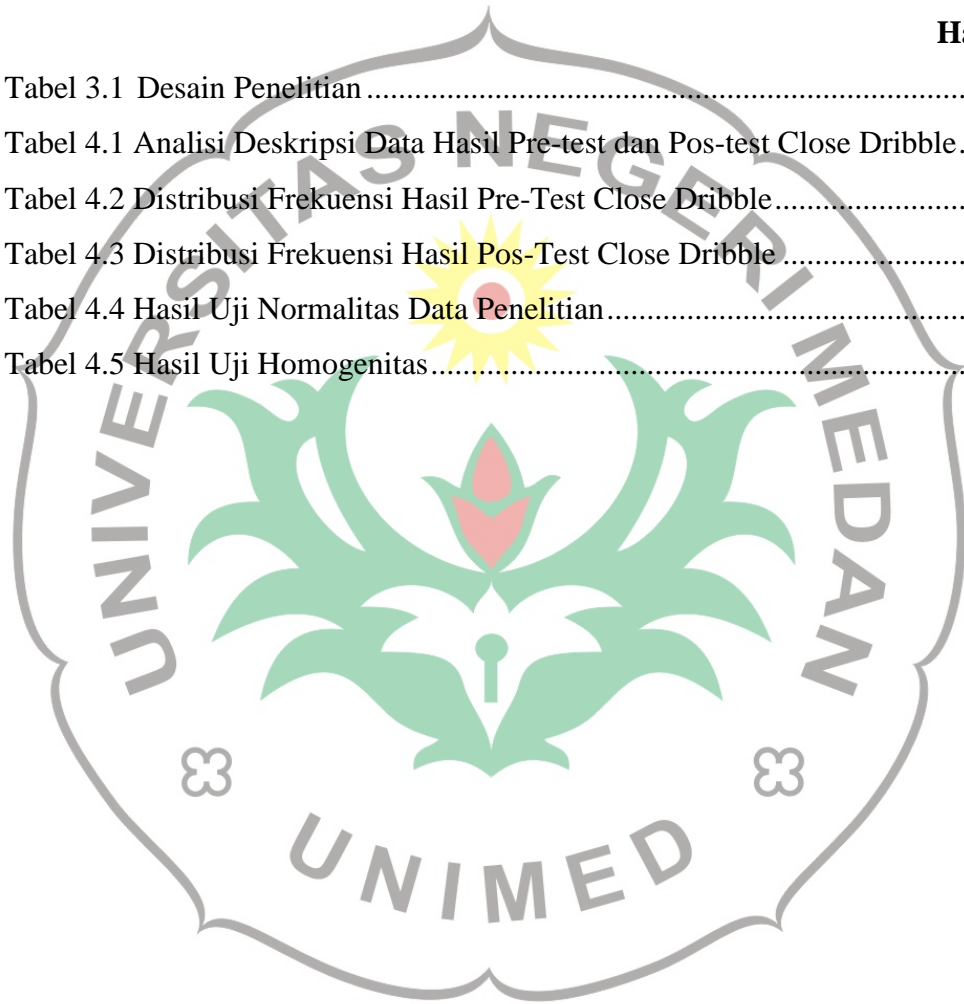 Ha
Tabel 3.1 Desain Penelitian ............................................................................
Tabel 4.1 Analisi Deskripsi Data Hasil Pre-test dan Pos-test Close Dribble..
Tabel 4.2 Distribusi Frekuensi Hasil Pre-Test Close Dribble........................
Tabel 4.3 Distribusi Frekuensi Hasil Pos-Test Close Dribble .......................
Tabel 4.4 Hasil Uji Normalitas Data Penelitian.............................................
Tabel 4.5 Hasil Uji Homogenitas...................................................................
UNIVERSITAS NEGERI MEDAN
UNIMED